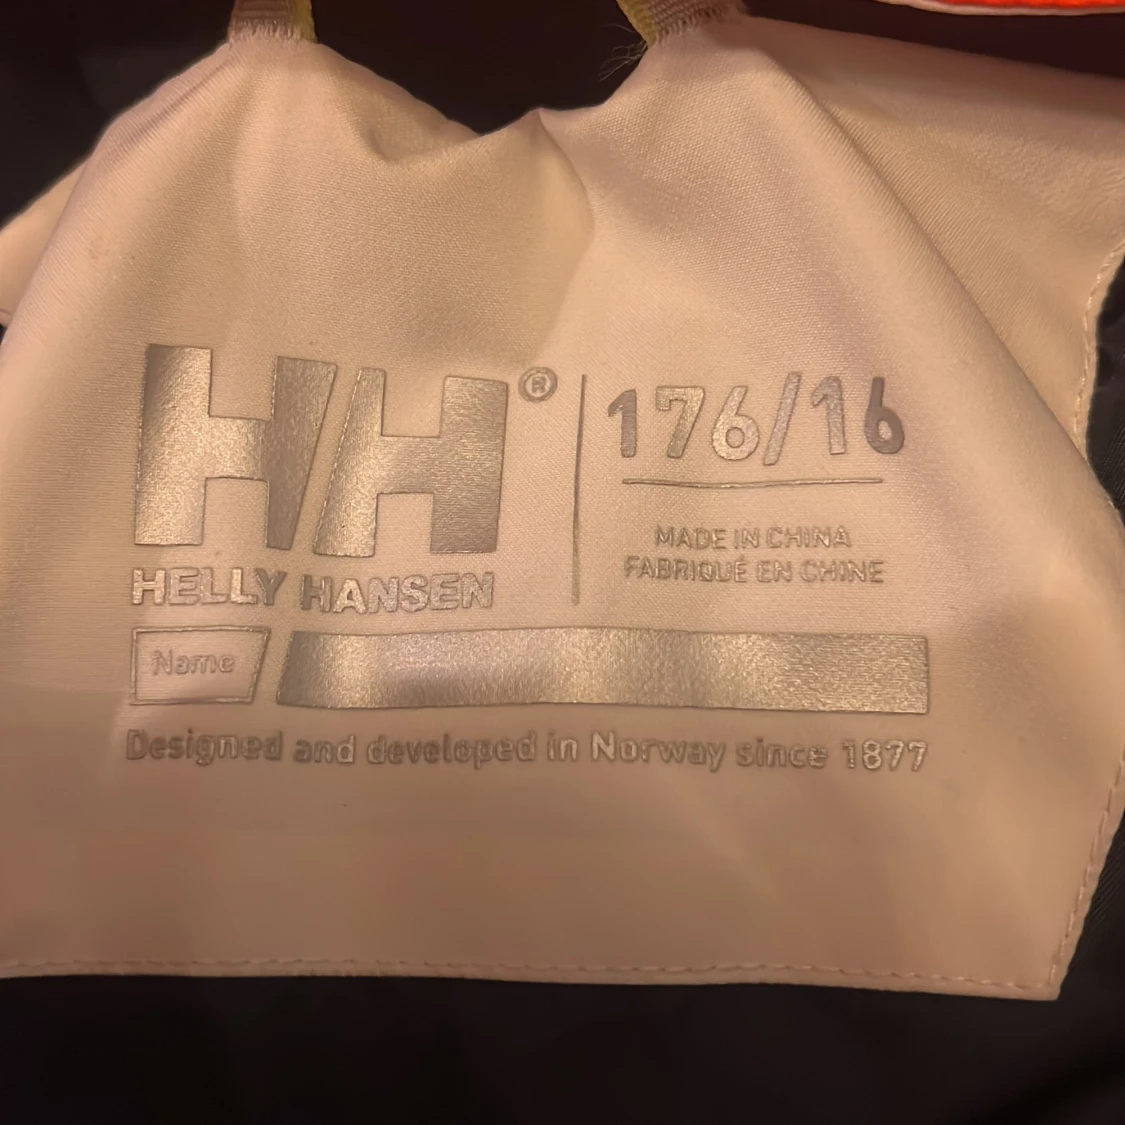 HH®
HELLY HANSEN
176/16
MADE IN CHINA
FABRIQUÉ EN CHINE
Name
Designed and developed in Norway since 1877